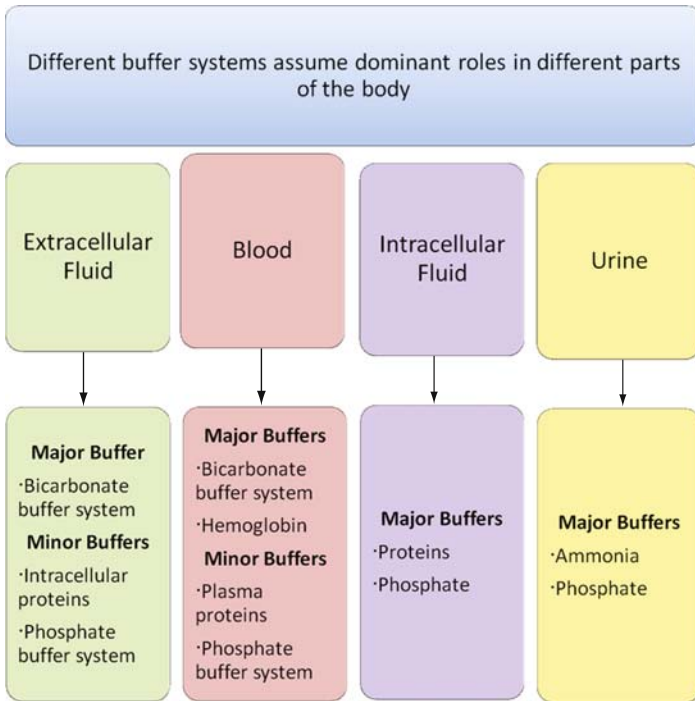 Different buffer systems assume dominant roles in different parts
of the body
Extracellular
Fluid
Blood
Intracellular
Fluid
Urine
Major Buffer
·Bicarbonate
buffer system
Minor Buffers
·Intracellular
proteins
·Phosphate
buffer system
Major Buffers
·Bicarbonate
buffer system
·Hemoglobin
Minor Buffers
·Plasma
proteins
·Phosphate
buffer system
Major Buffers
·Proteins
·Phosphate
Major Buffers
·Ammonia
·Phosphate